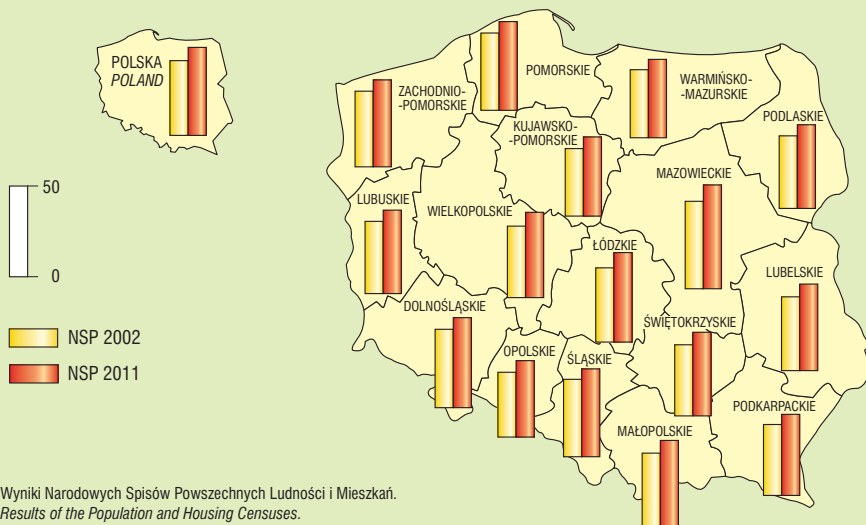 POLSKA
POLAND
ZACHODNIO-
-POMORSKIE
POMORSKIE
WARMIŃSKO-
-MAZURSKIE
KUJAWSKO-
-POMORSKIE
PODLASKIE
MAZOWIECKIE
50
LUBUSKIE
WIELKOPOLSKIE
ŁÓDZKIE
0
LUBELSKIE
DOLNOŚLĄSKIE
ŚWIĘTOKRZYSKIE
NSP 2002
OPOLSKIE
ŚLĄSKIE
NSP 2011
PODKARPACKIE
MAŁOPOLSKIE
Wyniki Narodowych Spisów Powszechnych Ludności i Mieszkań.
Results of the Population and Housing Censuses.